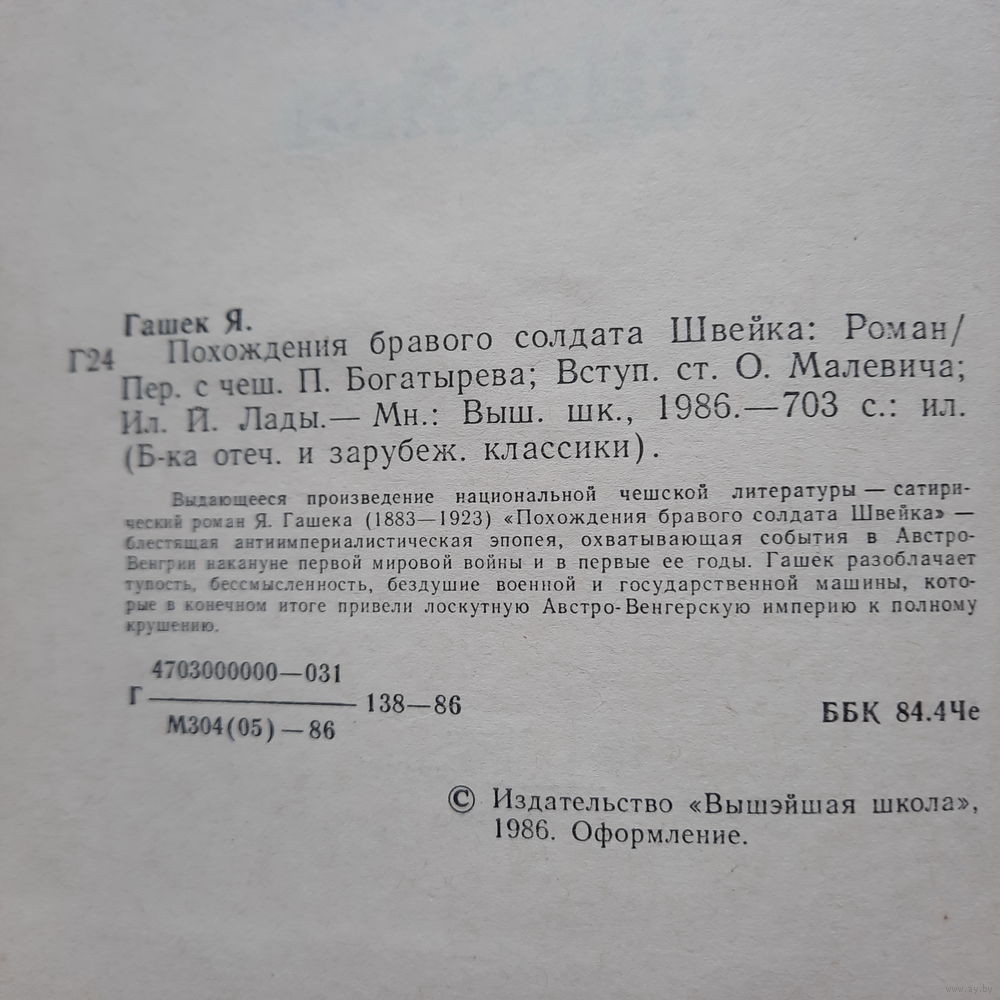 Гашек Я.
Г24 Похождения бравого солдата Швейка: Роман/
Пер. с чеш. П. Богатырева; Вступ. ст. О. Малевича;
Ил. Й. Лады.— Мн.: Выш. шк., 1986.—703 с.: ил.
(Б-ка отеч. и зарубеж. классики).
Выдающееся произведение национальной чешской литературы — сатири-
ческий роман Я. Гашека (1883—1923) «Похождения бравого солдата Швейка» —
блестящая антиимпериалистическая эпопея, охватывающая события в Австро-
Венгрии накануне первой мировой войны и в первые ее годы. Гашек разоблачает
тупость, бессмысленность, бездушие военной и государственной машины, кото-
рые в конечном итоге привели лоскутную Австро-Венгерскую империю к полному
крушению.
4703000000—031
Г 138—86
М304(05)—86
ББК 84.4Че
© Издательство «Вышэйшая школа»,
1986. Оформление.
www.ay.by